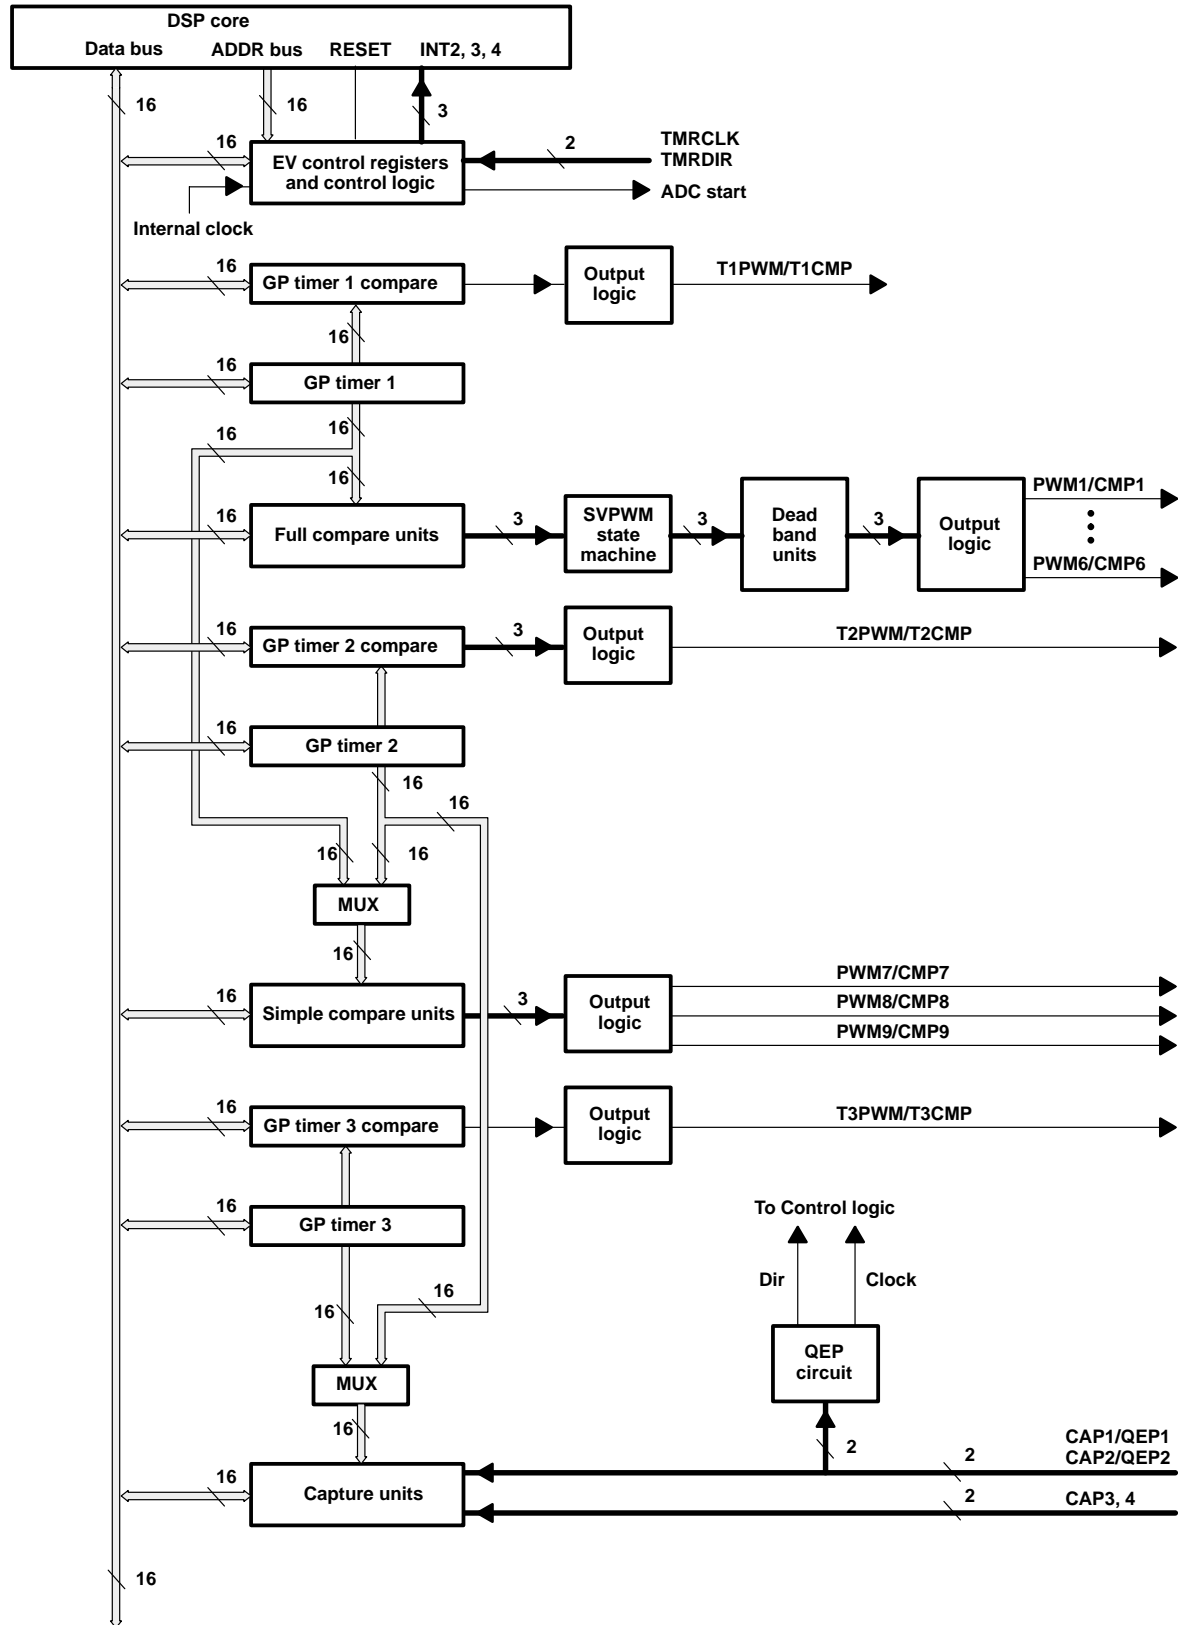 DSP core
Data bus
ADDR bus
RESET
INT2, 3, 4
16
16
3
16
EV control registers
and control logic
2
TMRCLK
TMRDIR
ADC start
Internal clock
16
GP timer 1 compare
Output
logic
T1PWM/T1CMP
16
16
GP timer 1
16
16
16
16
Full compare units
3
SVPWM
state
machine
3
Dead
band
units
3
Output
logic
PWM1/CMP1
PWM6/CMP6
16
GP timer 2 compare
3
Output
logic
T2PWM/T2CMP
16
GP timer 2
16
16
16
16
MUX
16
16
Simple compare units
3
Output
logic
PWM7/CMP7
PWM8/CMP8
PWM9/CMP9
16
GP timer 3 compare
Output
logic
T3PWM/T3CMP
16
GP timer 3
To Control logic
Dir
Clock
16
16
QEP
circuit
MUX
16
2
CAP1/QEP1
CAP2/QEP2
2
16
Capture units
2
CAP3, 4
16